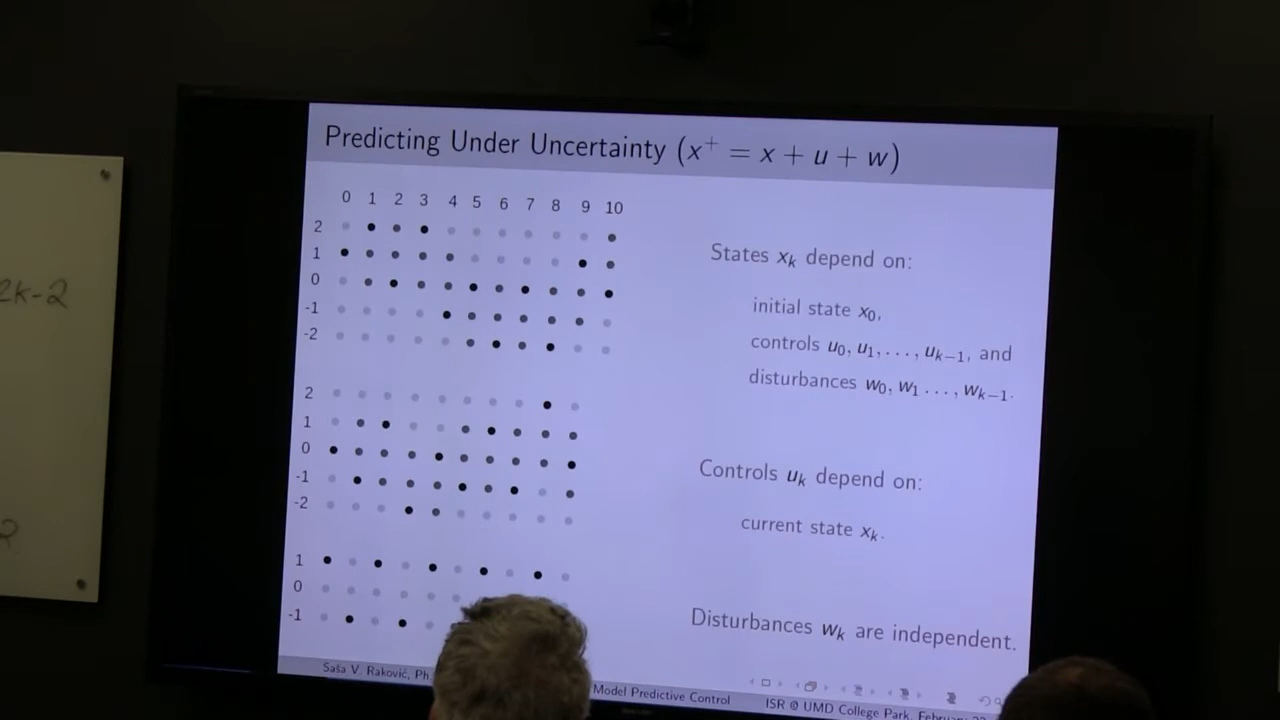 Predicting Under Uncertainty (x⁺ = x + u + w)
0 1 2 3 4 5 6 7 8 9 10
2
1
0
-1
-2
2
1
0
-1
-2
1
0
-1
States xₖ depend on:
initial state x₀,
controls u₀, u₁, . . . , uₖ₋₁, and
disturbances w₀, w₁ . . . , wₖ₋₁.
Controls uₖ depend on:
current state xₖ.
Disturbances wₖ are independent.
Saša V. Raković, Ph.
Model Predictive Control
ISR @ UMD College Park, February
2k-2
2